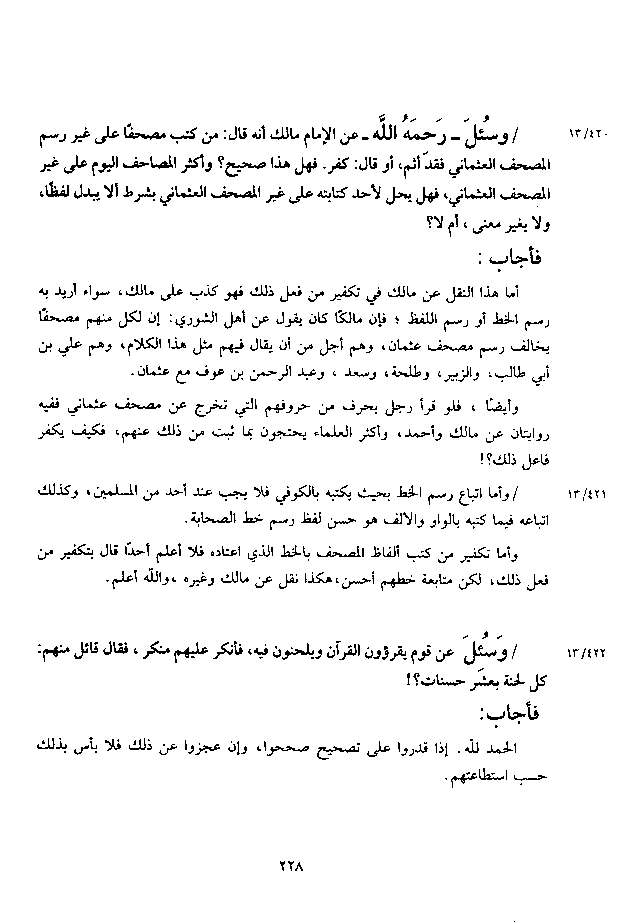 ١٣/٤٢٠ / وسُئلَ ـ رَحمَهُ اللَّه ـ عن الإمام مالك أنه قال: من كتب مصحفًا على غير رسم
المصحف العثماني فقد أثم، أو قال: كفر. فهل هذا صحيح؟ وأكثر المصاحف اليوم على غير
المصحف العثماني، فهل يحل لأحد كتابته على غير المصحف العثماني بشرط ألا يبدل لفظًا،
ولا يغير معنى، أم لا؟
فأجاب:
أما هذا النقل عن مالك في تكفير من فعل ذلك فهو كذب على مالك، سواء أريد به
رسم الخط أو رسم اللفظ؛ فإن مالكًا كان يقول عن أهل الشورى: إن لكل منهم مصحفًا
يخالف رسم مصحف عثمان، وهم أجل من أن يقال فيهم مثل هذا الكلام، وهم علي بن
أبي طالب، والزبير، وطلحة، وسعد، وعبد الرحمن بن عوف مع عثمان.
وأيضًا، فلو قرأ رجل بحرف من حروفهم التي تخرج عن مصحف عثماني ففيه
روايتان عن مالك وأحمد، وأكثر العلماء يحتجون بما ثبت من ذلك عنهم، فكيف يكفر
فاعل ذلك؟!
١٣/٤٢١ / وأما اتباع رسم الخط بحيث يكتبه بالكوفي فلا يجب عند أحد من المسلمين، وكذلك
اتباعه فيما كتبه بالواو والألف هو حسن لفظ رسم خط الصحابة.
وأما تكفير من كتب ألفاظ المصحف بالخط الذي اعتاده فلا أعلم أحدًا قال بتكفير من
فعل ذلك، لكن متابعة خطهم أحسن، هكذا نقل عن مالك وغيره، والله أعلم.
١٣/٤٢٢ / وَسُئلَ عن قوم يقرؤون القرآن ويلحنون فيه، فأنكر عليهم منكر، فقال قائل منهم:
كل لحنة بعشر حسنات؟!
فأجاب:
الحمد لله. إذا قدروا على تصحيح صححوا، وإن عجزوا عن ذلك فلا بأس بذلك
حسب استطاعتهم.
٢٢٨